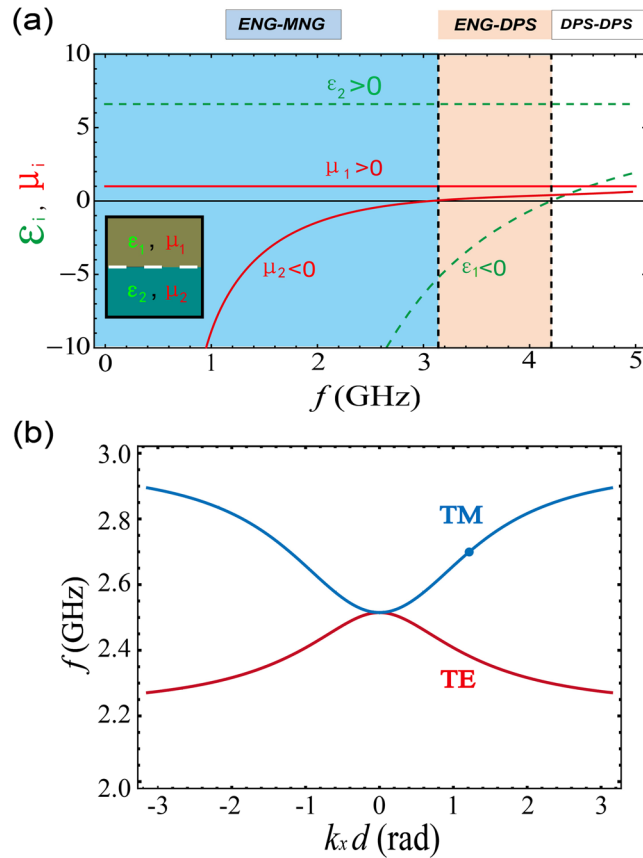 (a)
ENG-MNG ENG-DPS DPS-DPS
10
ε₂>0
5
μ₁>0
0
ε₁, μ₁
ε₂, μ₂
μ₂<0
ε₁<0
−5
−10
εᵢ, μᵢ
0 1 2 3 4 5
f (GHz)
(b)
3.0
2.8
2.6
2.4
2.2
2.0
f (GHz)
TM
TE
-3 -2 -1 0 1 2 3
kₓd (rad)